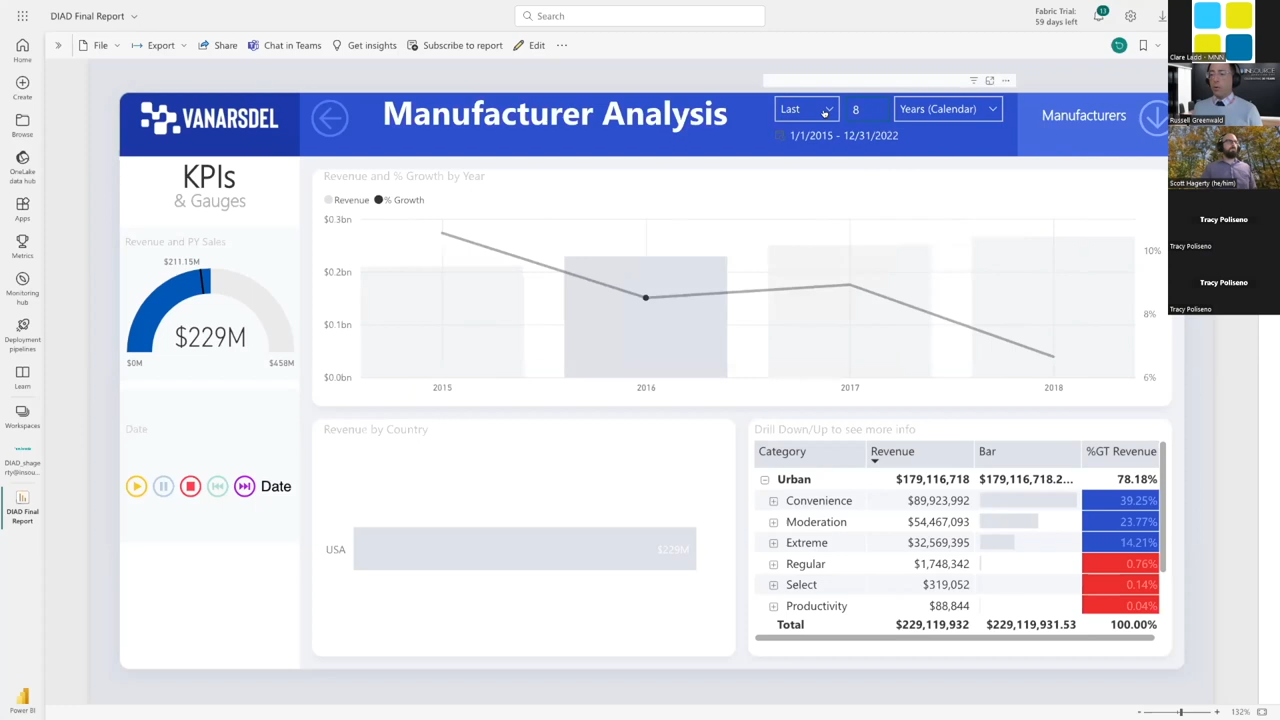 DIAD Final Report
Search
Fabric Trial:
59 days left
13
File
Export
Share
Chat in Teams
Get insights
Subscribe to report
Edit
Home
Create
Browse
OneLake
data hub
Apps
Metrics
Monitoring
hub
Deployment
pipelines
Learn
Workspaces
DIAD_shage
rty@insou...
DIAD Final
Report
Power BI
VANARSDEL
Manufacturer Analysis
Last
8
Years (Calendar)
1/1/2015 - 12/31/2022
Manufacturers
KPIs
& Gauges
Revenue and PY Sales
$211.15M
$229M
$0M
$458M
Date
Date
Revenue and % Growth by Year
Revenue
% Growth
$0.3bn
$0.2bn
$0.1bn
$0.0bn
10%
8%
6%
2015
2016
2017
2018
Revenue by Country
USA
$229M
Drill Down/Up to see more info
Category Revenue Bar %GT Revenue
Urban $179,116,718 $179,116,718.2... 78.18%
Convenience $89,923,992 39.25%
Moderation $54,467,093 23.77%
Extreme $32,569,395 14.21%
Regular $1,748,342 0.76%
Select $319,052 0.14%
Productivity $88,844 0.04%
Total $229,119,932 $229,119,931.53 100.00%
Clare Ladd - MNN
Russell Greenwald
Scott Hagerty (he/him)
Tracy Poliseno
Tracy Poliseno
Tracy Poliseno
Tracy Poliseno
132%